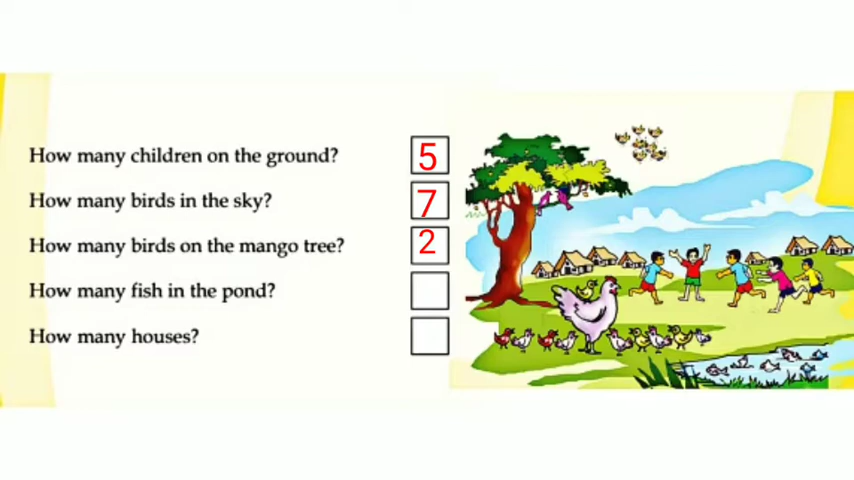 How many children on the ground? 5
How many birds in the sky? 7
How many birds on the mango tree? 2
How many fish in the pond?
How many houses?